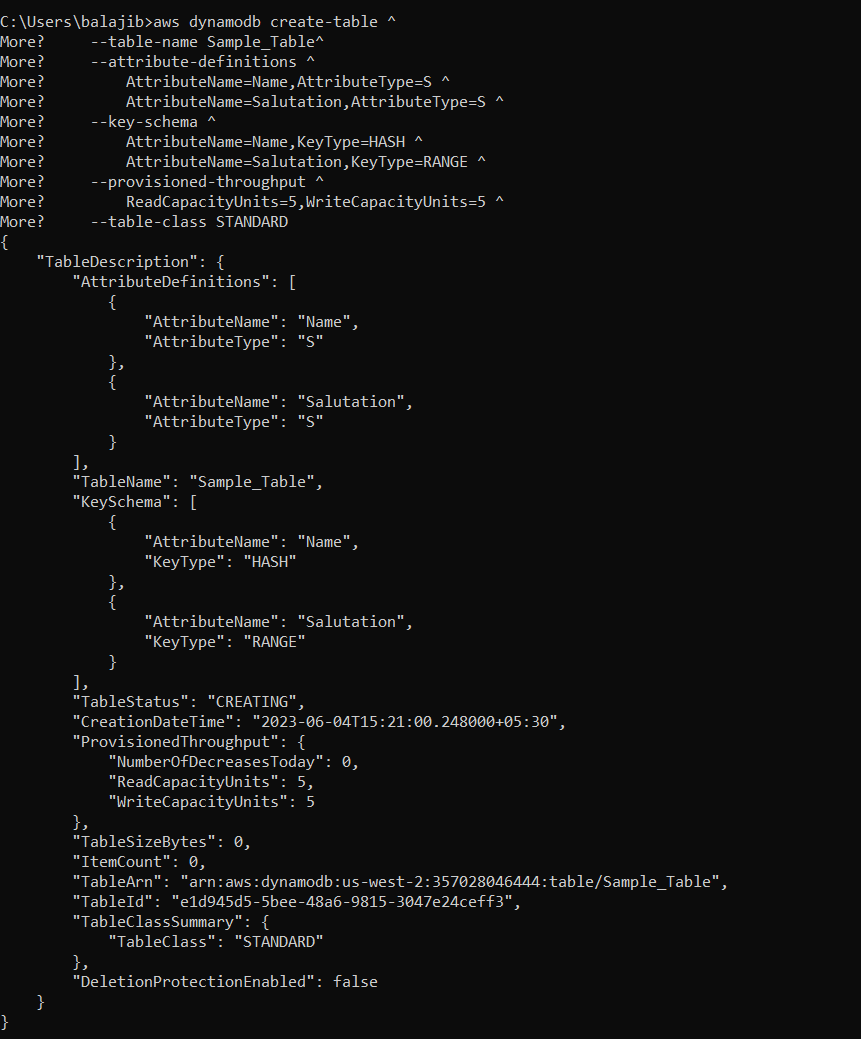 C:\Users\balajib>aws dynamodb create-table ^
More?     --table-name Sample_Table^
More?     --attribute-definitions ^
More?         AttributeName=Name,AttributeType=S ^
More?         AttributeName=Salutation,AttributeType=S ^
More?     --key-schema ^
More?         AttributeName=Name,KeyType=HASH ^
More?         AttributeName=Salutation,KeyType=RANGE ^
More?     --provisioned-throughput ^
More?         ReadCapacityUnits=5,WriteCapacityUnits=5 ^
More?     --table-class STANDARD
{
    "TableDescription": {
        "AttributeDefinitions": [
            {
                "AttributeName": "Name",
                "AttributeType": "S"
            },
            {
                "AttributeName": "Salutation",
                "AttributeType": "S"
            }
        ],
        "TableName": "Sample_Table",
        "KeySchema": [
            {
                "AttributeName": "Name",
                "KeyType": "HASH"
            },
            {
                "AttributeName": "Salutation",
                "KeyType": "RANGE"
            }
        ],
        "TableStatus": "CREATING",
        "CreationDateTime": "2023-06-04T15:21:00.248000+05:30",
        "ProvisionedThroughput": {
            "NumberOfDecreasesToday": 0,
            "ReadCapacityUnits": 5,
            "WriteCapacityUnits": 5
        },
        "TableSizeBytes": 0,
        "ItemCount": 0,
        "TableArn": "arn:aws:dynamodb:us-west-2:357028046444:table/Sample_Table",
        "TableId": "e1d945d5-5bee-48a6-9815-3047e24ceff3",
        "TableClassSummary": {
            "TableClass": "STANDARD"
        },
        "DeletionProtectionEnabled": false
    }
}